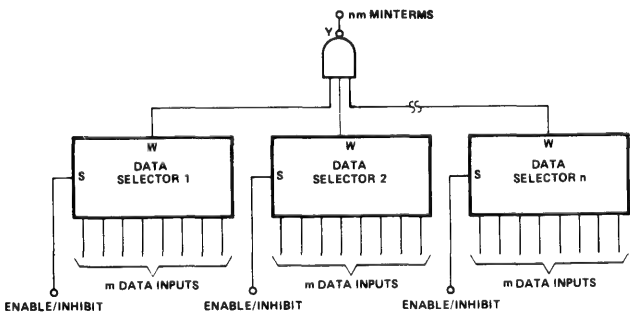 nm MINTERMS
Y
W
DATA
SELECTOR 1
S
m DATA INPUTS
ENABLE/INHIBIT
W
DATA
SELECTOR 2
S
m DATA INPUTS
ENABLE/INHIBIT
W
DATA
SELECTOR n
S
m DATA INPUTS
ENABLE/INHIBIT